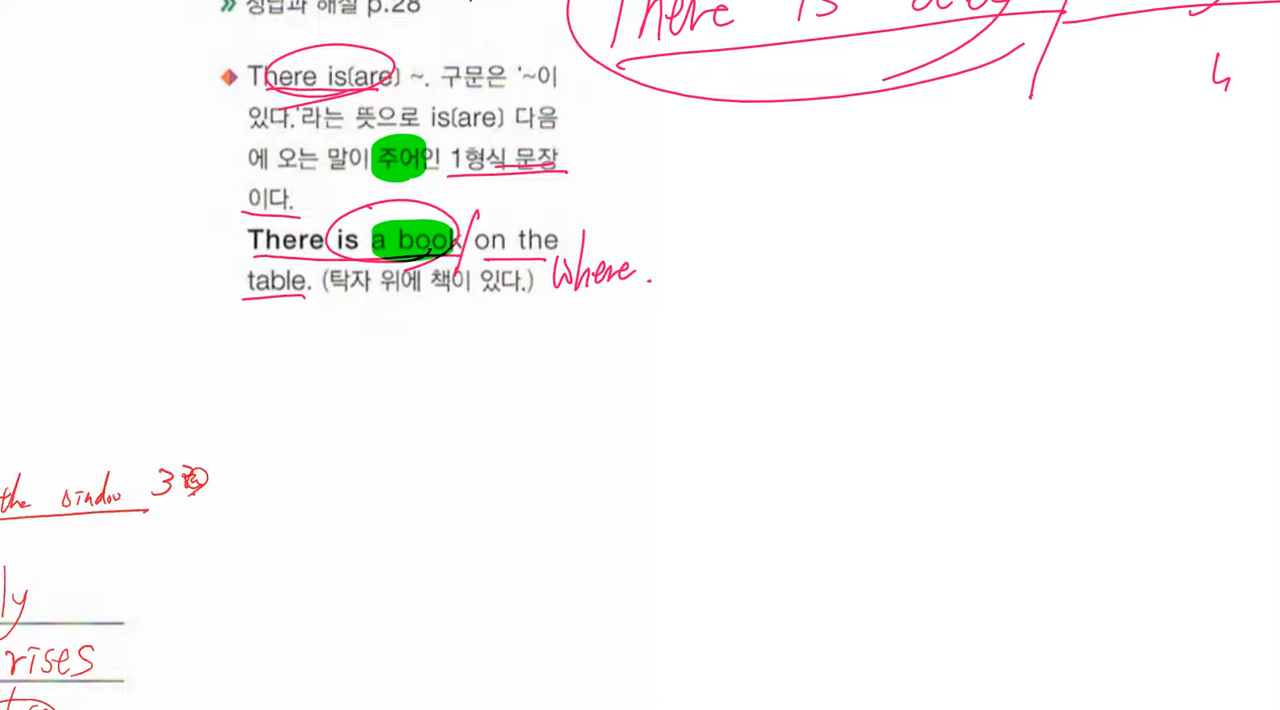 » 정답과 해설 p.28
There is
◆ There is(are) ~. 구문은 '~이
있다.'라는 뜻으로 is(are) 다음
에 오는 말이 주어인 1형식 문장
이다.
There is a book / on the
table. (탁자 위에 책이 있다.) where.
the window 3
ly
rises